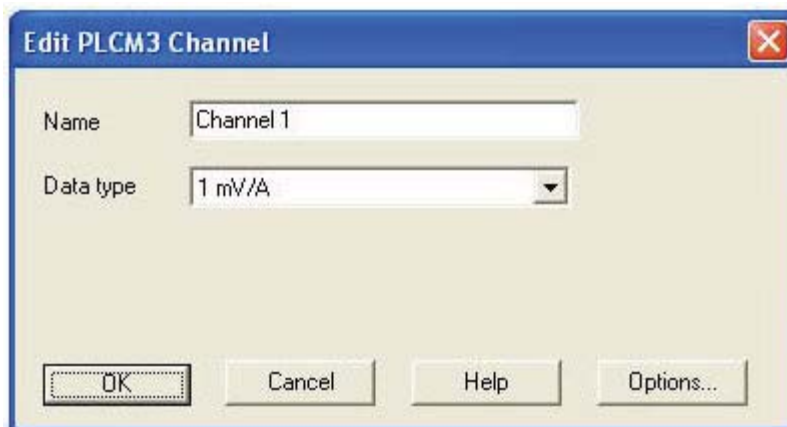 Edit PLCM3 Channel
Name Channel 1
Data type 1 mV/A
OK Cancel Help Options...